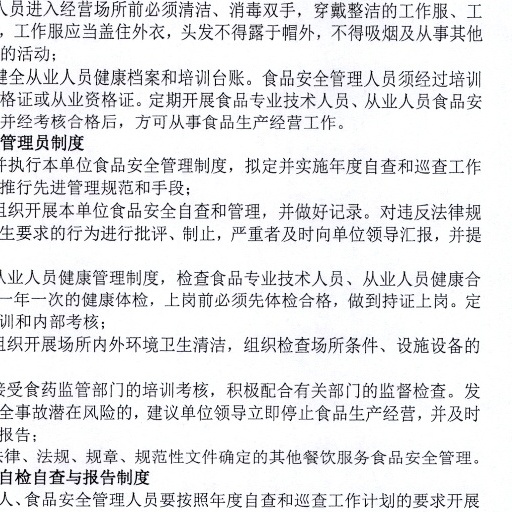 人员进入经营场所前必须清洁、消毒双手，穿戴整洁的工作服、工
，工作服应当盖住外衣，头发不得露于帽外，不得吸烟及从事其他
的活动；
建全从业人员健康档案和培训台账。食品安全管理人员须经过培训
格证或从业资格证。定期开展食品专业技术人员、从业人员食品安
并经考核合格后，方可从事食品生产经营工作。
管理员制度
并执行本单位食品安全管理制度，拟定并实施年度自查和巡查工作
推行先进管理规范和手段；
组织开展本单位食品安全自查和管理，并做好记录。对违反法律规
生要求的行为进行批评、制止，严重者及时向单位领导汇报，并提
从业人员健康管理制度，检查食品专业技术人员、从业人员健康合
一年一次的健康体检，上岗前必须先体检合格，做到持证上岗。定
训和内部考核；
组织开展场所内外环境卫生清洁，组织检查场所条件、设施设备的
接受食药监管部门的培训考核，积极配合有关部门的监督检查。发
全事故潜在风险的，建议单位领导立即停止食品生产经营，并及时
报告；
法律、法规、规章、规范性文件确定的其他餐饮服务食品安全管理。
自检自查与报告制度
人、食品安全管理人员要按照年度自查和巡查工作计划的要求开展